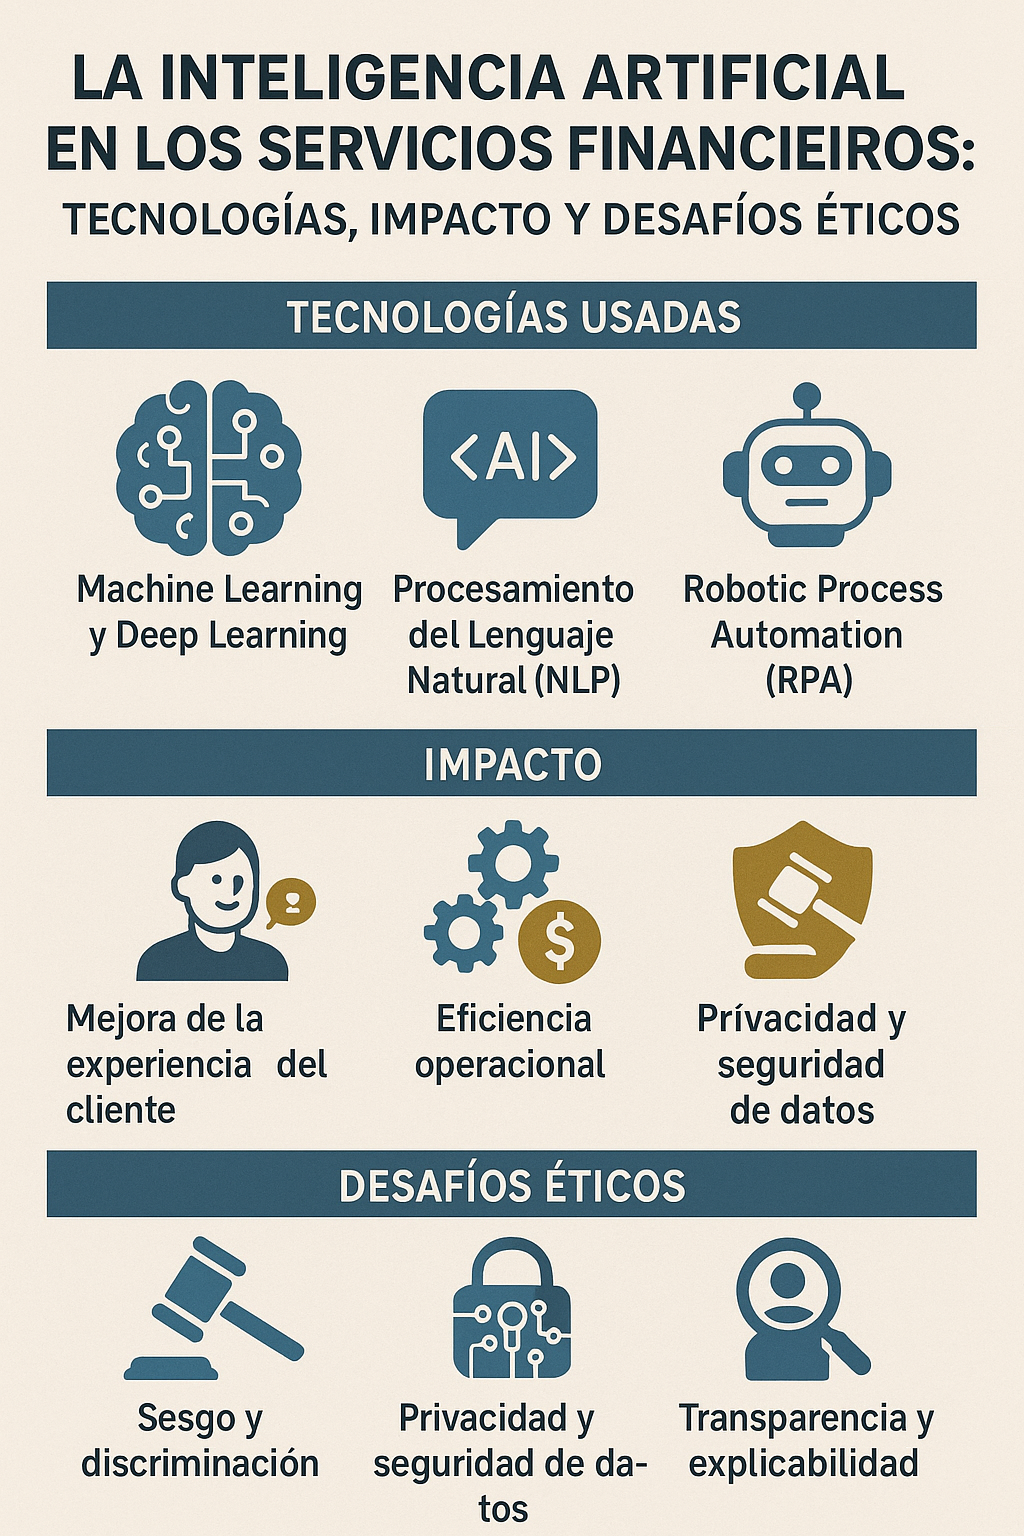 LA INTELIGENCIA ARTIFICIAL
EN LOS SERVICIOS FINANCIEIROS:
TECNOLOGÍAS, IMPACTO Y DESAFÍOS ÉTICOS
TECNOLOGÍAS USADAS
<AI>
Machine Learning
y Deep Learning
Procesamiento
del Lenguaje
Natural (NLP)
Robotic Process
Automation
(RPA)
IMPACTO
$
Mejora de la
experiencia del
cliente
Eficiencia
operacional
Prívacidad y
seguridad
de datos
DESAFÍOS ÉTICOS
Sesgo y
discriminación
Privacidad y
seguridad de da-
tos
Transparencia y
explicabilidad